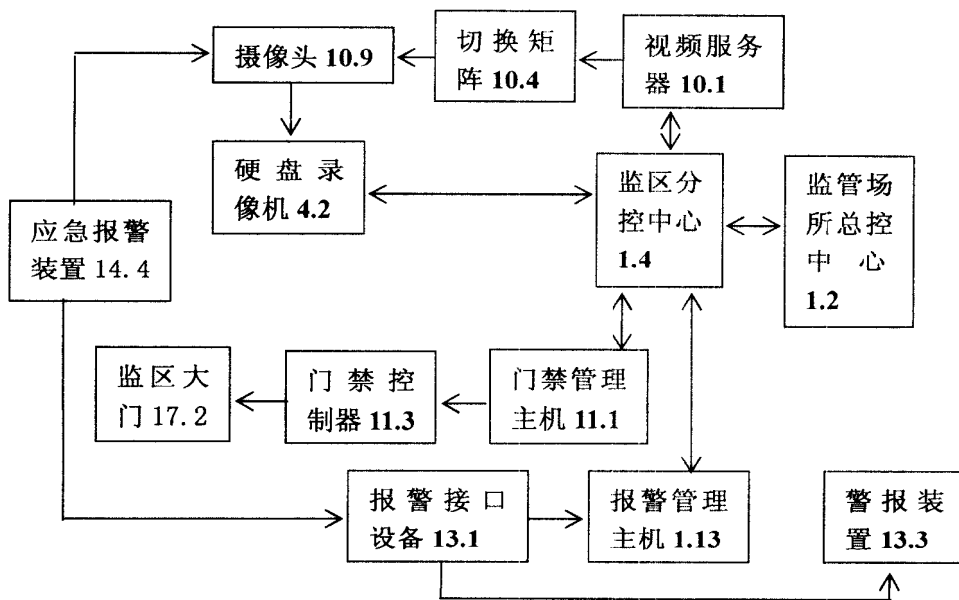 摄像头 10.9
切换矩
阵 10.4
视频服务
器 10.1
硬盘录
像机 4.2
监区分
控中心
1.4
监管场
所总控
中心
1.2
应急报警
装置 14.4
监区大
门 17.2
门禁控
制器 11.3
门禁管理
主机 11.1
报警接口
设备 13.1
报警管理
主机 1.13
警报装
置 13.3